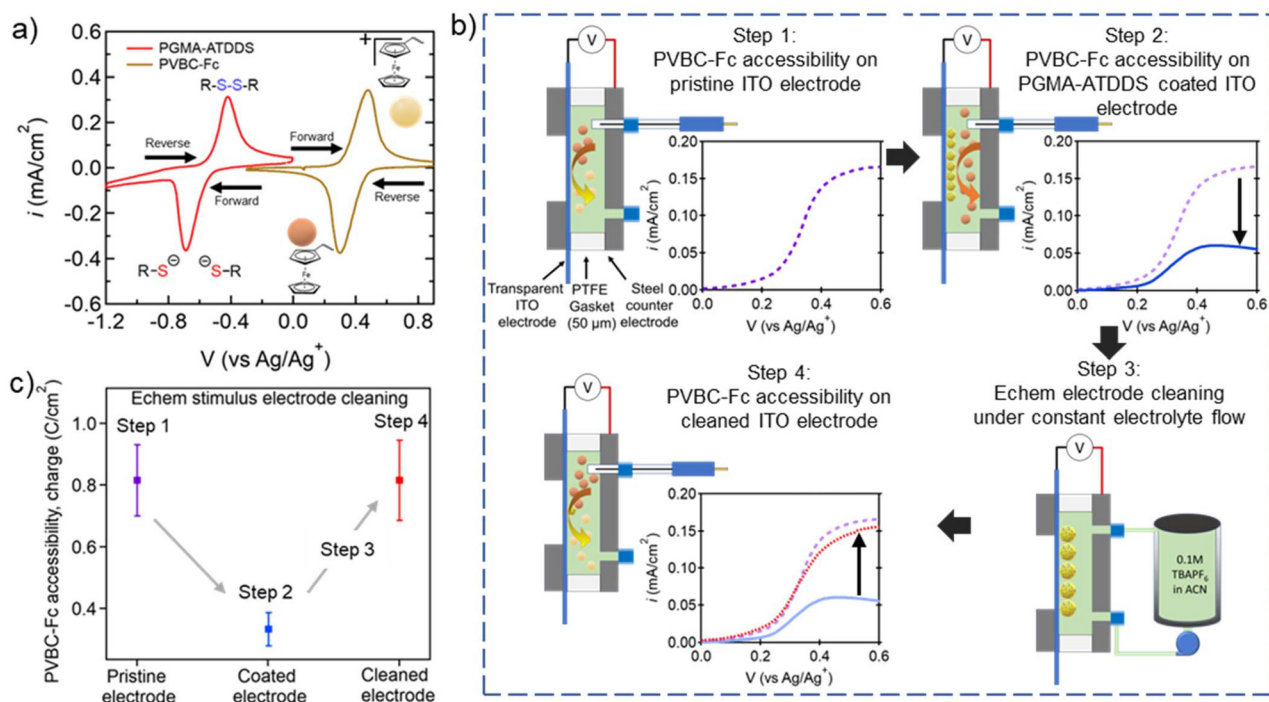 a)
0.6
0.4
0.2
0.0
-0.2
-0.4
-0.6
i (mA/cm²)
PGMA-ATDDS
PVBC-Fc
R-S-S-R
Reverse
Forward
Forward
Reverse
+
Fe
R-S⊖ ⊖S-R
Fe
-1.2 -0.8 -0.4 0.0 0.4 0.8
V (vs Ag/Ag⁺)
b)
V
Step 1:
PVBC-Fc accessibility on
pristine ITO electrode
0.20
0.15
0.10
0.05
0.00
i (mA/cm²)
0.0 0.2 0.4 0.6
V (vs Ag/Ag⁺)
Transparent
ITO
electrode
PTFE
Gasket
(50 μm)
Steel
counter
electrode
V
Step 2:
PVBC-Fc accessibility on
PGMA-ATDDS coated ITO
electrode
0.20
0.15
0.10
0.05
0.00
i (mA/cm²)
0.0 0.2 0.4 0.6
V (vs Ag/Ag⁺)
Step 3:
Echem electrode cleaning
under constant electrolyte flow
V
0.1M
TBAPF₆
in ACN
Step 4:
PVBC-Fc accessibility on
cleaned ITO electrode
V
0.20
0.15
0.10
0.05
0.00
i (mA/cm²)
0.0 0.2 0.4 0.6
V (vs Ag/Ag⁺)
c)
PVBC-Fc accessibility, charge (C/cm²)
1.0
0.8
0.6
0.4
Echem stimulus electrode cleaning
Step 1
Step 4
Step 3
Step 2
Pristine
electrode
Coated
electrode
Cleaned
electrode